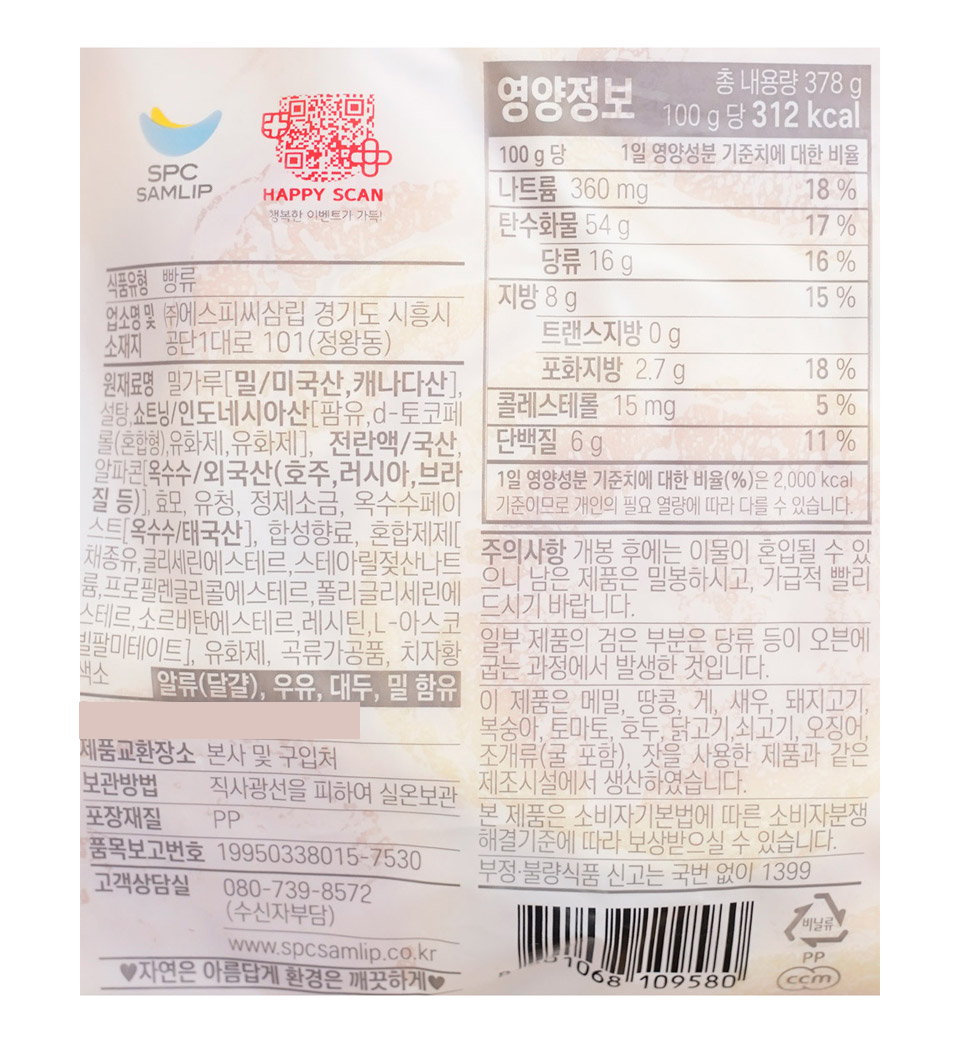 SPC
SAMLIP
HAPPY SCAN
행복한 이벤트가 가득!
식품유형 빵류
업소명 및 소재지 ㈜에스피씨삼립 경기도 시흥시
공단1대로 101(정왕동)
원재료명 밀가루[밀/미국산,캐나다산],
설탕,쇼트닝/인도네시아산[팜유,d-토코페
롤(혼합형),유화제,유화제], 전란액/국산,
알파콘[옥수수/외국산(호주,러시아,브라
질 등)], 효모, 유청, 정제소금, 옥수수페이
스트[옥수수/태국산], 합성향료, 혼합제제[
채종유,글리세린에스테르,스테아릴젖산나트
륨,프로필렌글리콜에스테르,폴리글리세린에
스테르,소르비탄에스테르,레시틴,L-아스코
빌팔미테이트], 유화제, 곡류가공품, 치자황
색소
알류(달걀), 우유, 대두, 밀 함유
제품교환장소 본사 및 구입처
보관방법 직사광선을 피하여 실온보관
포장재질 PP
품목보고번호 19950338015-7530
고객상담실 080-739-8572
(수신자부담)
www.spcsamlip.co.kr
♥자연은 아름답게 환경은 깨끗하게♥
영양정보 총 내용량 378 g
100 g 당 312 kcal
100 g 당 1일 영양성분 기준치에 대한 비율
나트륨 360 mg 18 %
탄수화물 54 g 17 %
당류 16 g 16 %
지방 8 g 15 %
트랜스지방 0 g
포화지방 2.7 g 18 %
콜레스테롤 15 mg 5 %
단백질 6 g 11 %
1일 영양성분 기준치에 대한 비율(%)은 2,000 kcal
기준이므로 개인의 필요 열량에 따라 다를 수 있습니다.
주의사항 개봉 후에는 이물이 혼입될 수 있
으니 남은 제품은 밀봉하시고, 가급적 빨리
드시기 바랍니다.
일부 제품의 검은 부분은 당류 등이 오븐에
굽는 과정에서 발생한 것입니다.
이 제품은 메밀, 땅콩, 게, 새우, 돼지고기,
복숭아, 토마토, 호두, 닭고기,쇠고기, 오징어,
조개류(굴 포함), 잣을 사용한 제품과 같은
제조시설에서 생산하였습니다.
본 제품은 소비자기본법에 따른 소비자분쟁
해결기준에 따라 보상받으실 수 있습니다.
부정·불량식품 신고는 국번 없이 1399
비닐류
PP
ccm
1068 109580